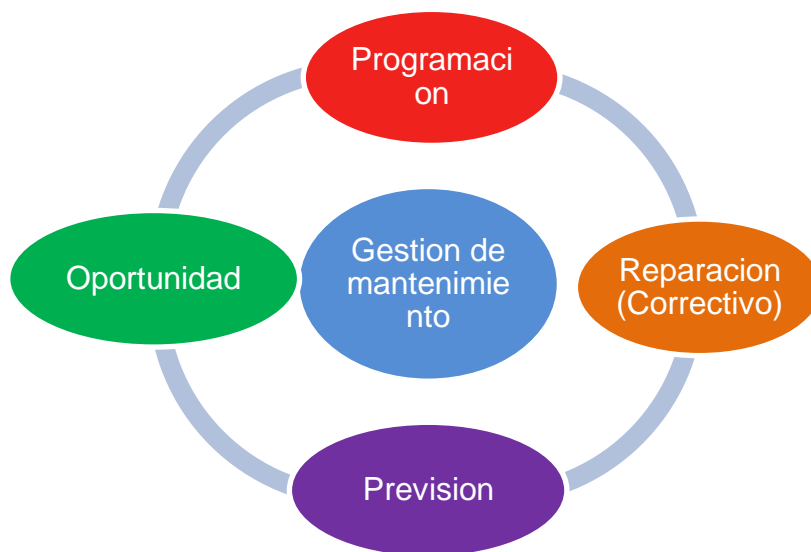 Programaci
on
Oportunidad
Gestion de
mantenimie
nto
Reparacion
(Correctivo)
Prevision